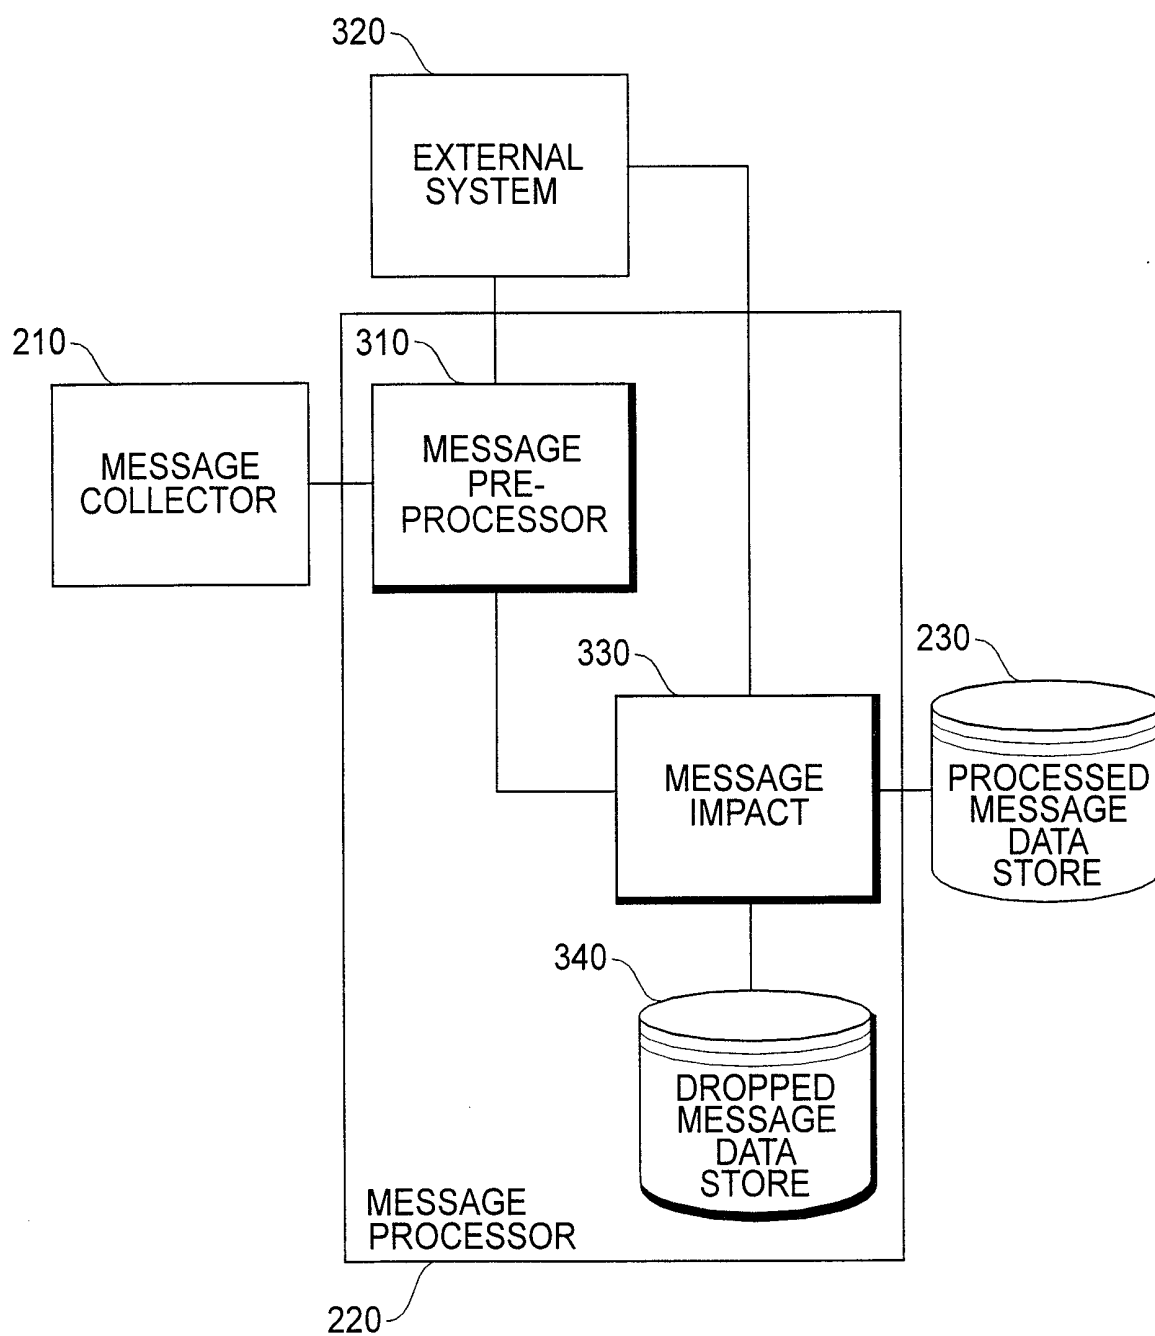 320
EXTERNAL
SYSTEM
210
310
MESSAGE
COLLECTOR
MESSAGE
PRE-
PROCESSOR
330
230
MESSAGE
IMPACT
PROCESSED
MESSAGE
DATA
STORE
340
DROPPED
MESSAGE
DATA
STORE
MESSAGE
PROCESSOR
220